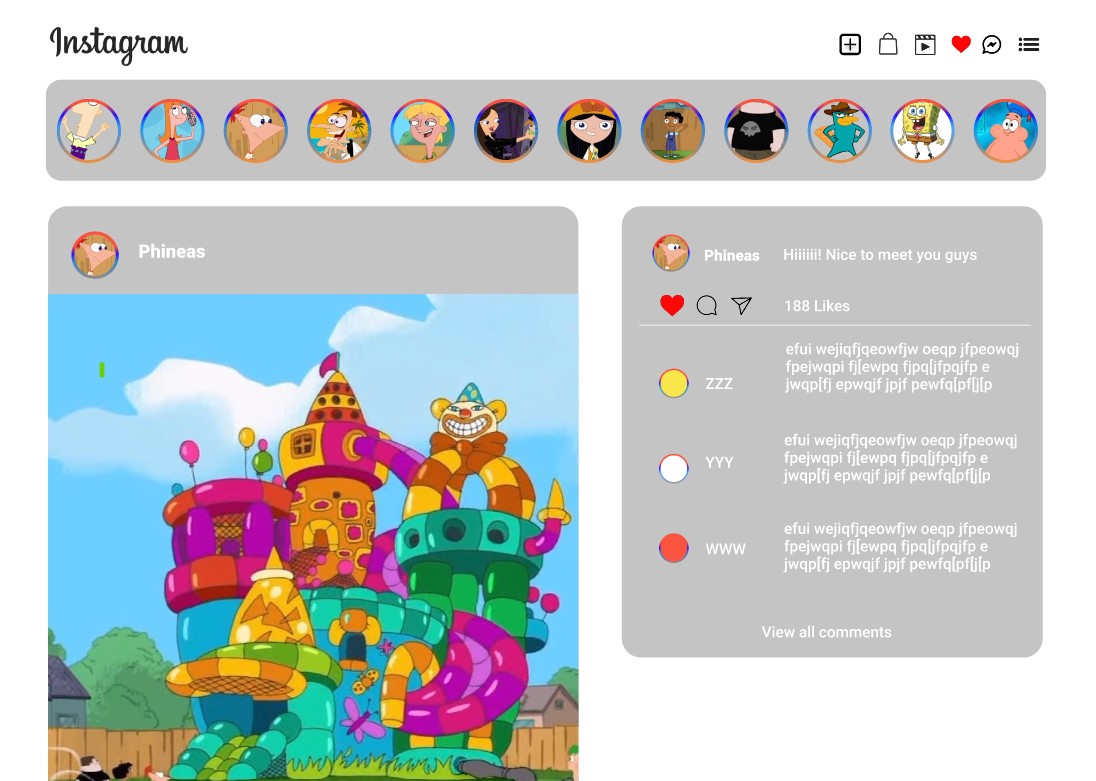 Instagram
Phineas
Phineas Hiiiiii! Nice to meet you guys
188 Likes
efui wejiqfjqeowfjw oeqp jfpeowqj
fpejwqpi fj[ewpq fjpq[jfpqjfp e
ZZZ
jwqp[fj epwqjf jpjf pewfq[pf[j[p
efui wejiqfjqeowfjw oeqp jfpeowqj
fpejwqpi fj[ewpq fjpq[jfpqjfp e
YYY
jwqp[fj epwqjf jpjf pewfq[pf[j[p
efui wejiqfjqeowfjw oeqp jfpeowqj
fpejwqpi fj[ewpq fjpq[jfpqjfp e
WWW
jwqp[fj epwqjf jpjf pewfq[pf[j[p
View all comments